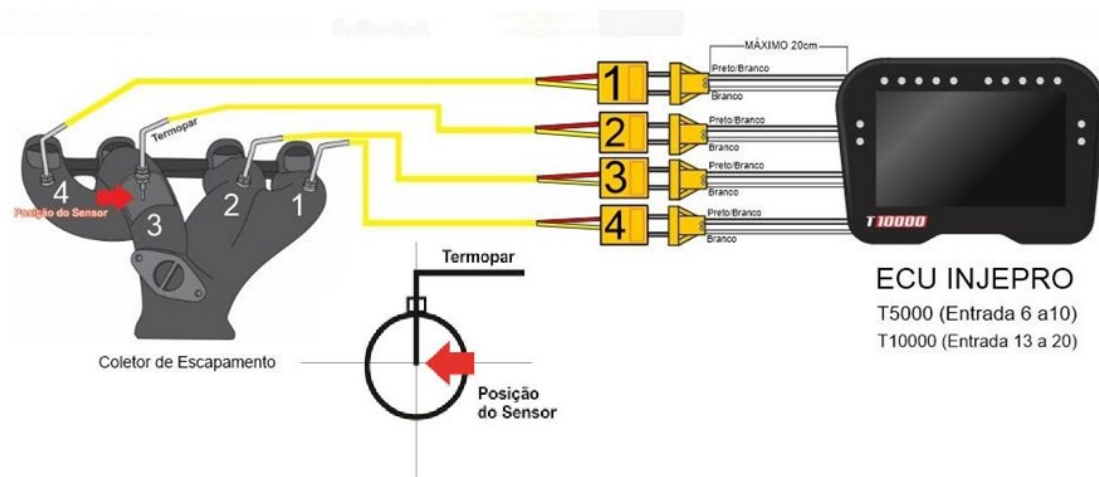 MÁXIMO 20cm
Preto/Branco
1
Branco
Preto/Branco
2
Branco
Preto/Branco
3
Branco
Preto/Branco
4
Branco
Termopar
4
Posição do Sensor
3
2
1
T10000
Termopar
Posição
do Sensor
Coletor de Escapamento
ECU INJEPRO
T5000 (Entrada 6 a10)
T10000 (Entrada 13 a 20)